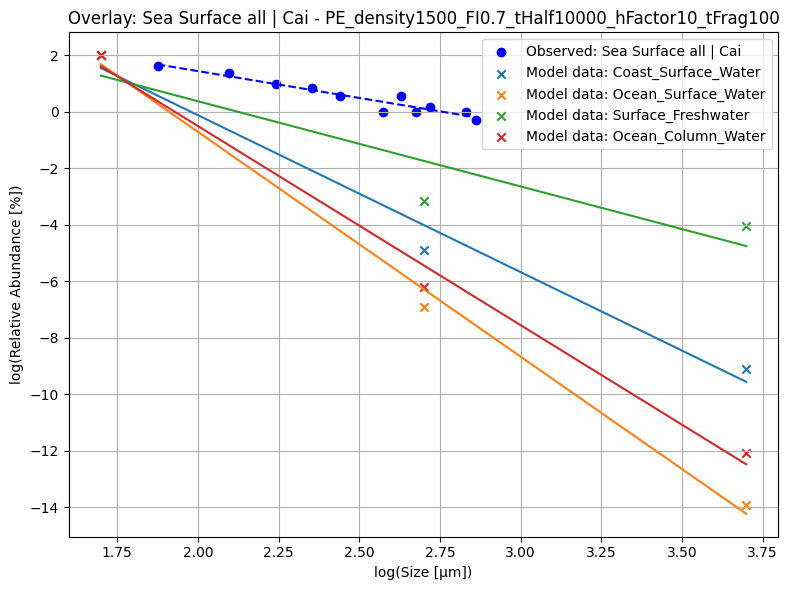 Overlay: Sea Surface all | Cai - PE_density1500_FI0.7_tHalf10000_hFactor10_tFrag100
Observed: Sea Surface all | Cai
Model data: Coast_Surface_Water
Model data: Ocean_Surface_Water
Model data: Surface_Freshwater
Model data: Ocean_Column_Water
log(Relative Abundance [%])
2
0
−2
−4
−6
−8
−10
−12
−14
1.75 2.00 2.25 2.50 2.75 3.00 3.25 3.50 3.75
log(Size [μm])